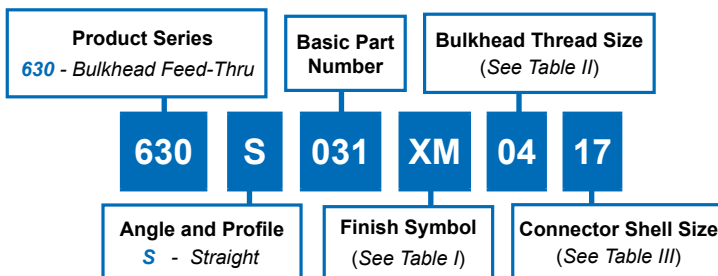 Product Series
630 - Bulkhead Feed-Thru
Basic Part
Number
Bulkhead Thread Size
(See Table II)
630 S 031 XM 04 17
Angle and Profile
S - Straight
Finish Symbol
(See Table I)
Connector Shell Size
(See Table III)